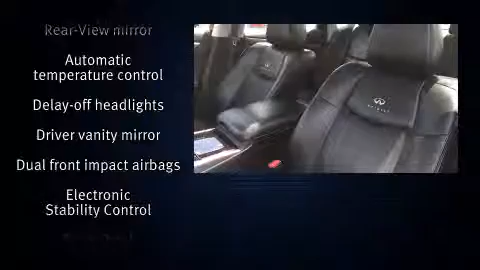 Rear-View mirror
Automatic
temperature control
Delay-off headlights
Driver vanity mirror
Dual front impact airbags
Electronic
Stability Control